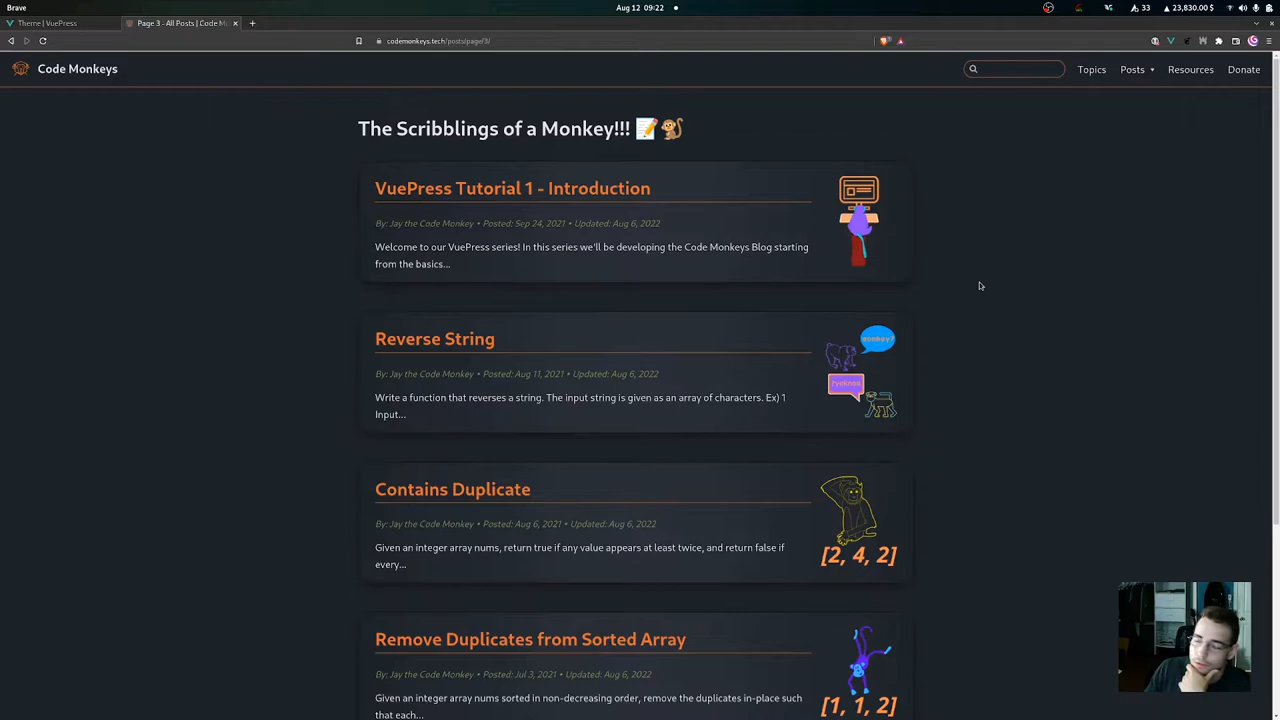 Brave
Aug 12 09:22
33
23,830.00 $
Theme | VuePress
Page 3 - All Posts | Code M
codemonkeys.tech/posts/page/3/
Code Monkeys
Topics
Posts
Resources
Donate
The Scribblings of a Monkey!!! 📝🐒
VuePress Tutorial 1 - Introduction
By: Jay the Code Monkey • Posted: Sep 24, 2021 • Updated: Aug 6, 2022
Welcome to our VuePress series! In this series we'll be developing the Code Monkeys Blog starting
from the basics...
Reverse String
By: Jay the Code Monkey • Posted: Aug 11, 2021 • Updated: Aug 6, 2022
Write a function that reverses a string. The input string is given as an array of characters. Ex) 1
Input...
monkey!
!yeknom
Contains Duplicate
By: Jay the Code Monkey • Posted: Aug 6, 2021 • Updated: Aug 6, 2022
Given an integer array nums, return true if any value appears at least twice, and return false if
every...
[2, 4, 2]
Remove Duplicates from Sorted Array
By: Jay the Code Monkey • Posted: Jul 3, 2021 • Updated: Aug 6, 2022
Given an integer array nums sorted in non-decreasing order, remove the duplicates in-place such
that each...
[1, 1, 2]